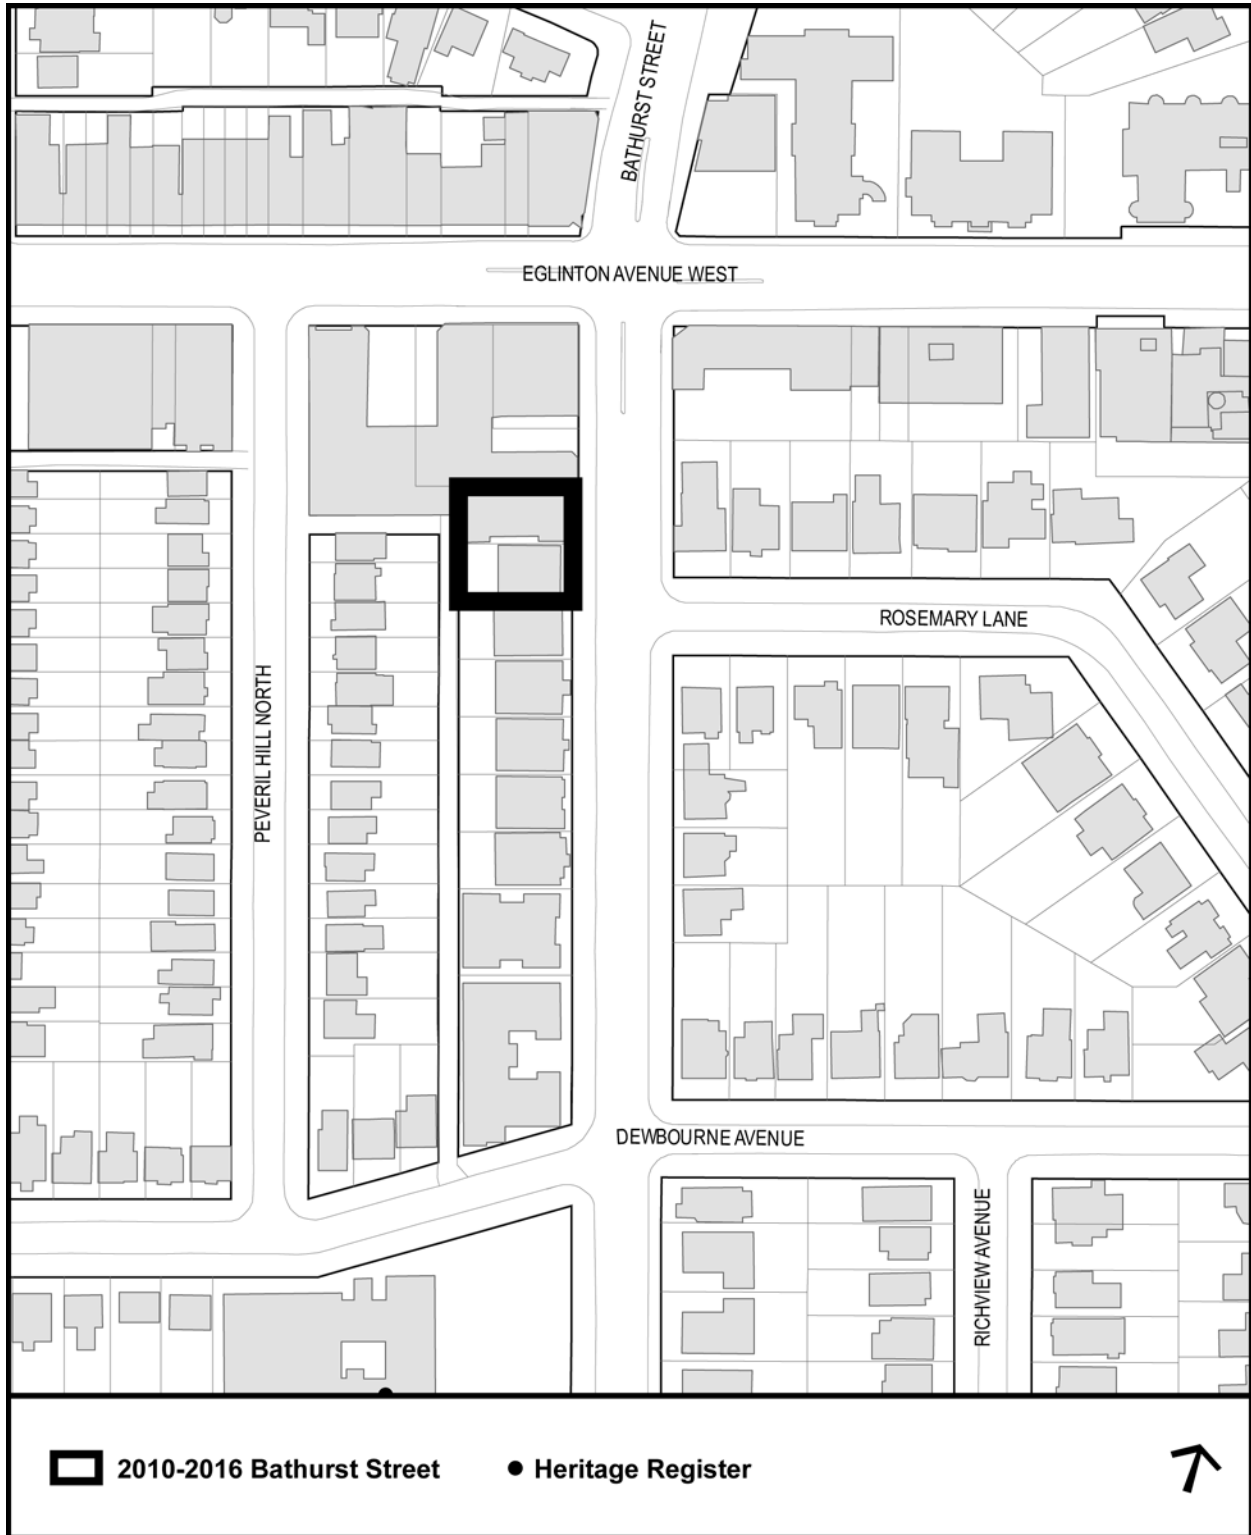 BATHURST STREET
EGLINTON AVENUE WEST
ROSEMARY LANE
PEVERIL HILL NORTH
DEWBOURNE AVENUE
RICHVIEW AVENUE
2010-2016 Bathurst Street
Heritage Register